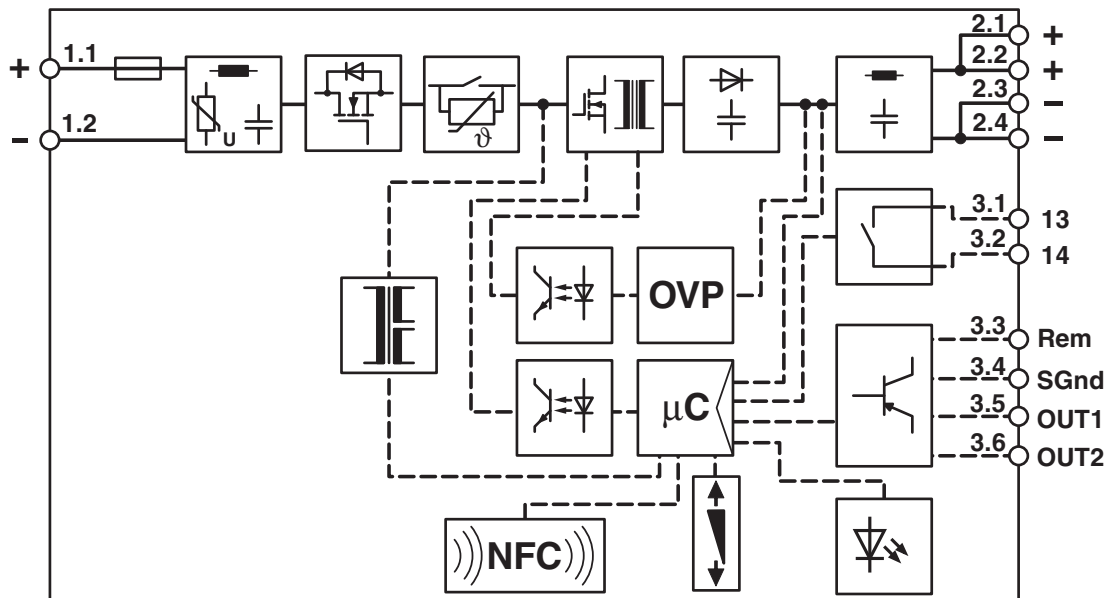 + 1.1
- 1.2
U
ϑ
2.1 +
2.2 +
2.3 -
2.4 -
3.1 13
3.2 14
OVP
3.3 Rem
3.4 SGnd
3.5 OUT1
3.6 OUT2
μC
NFC